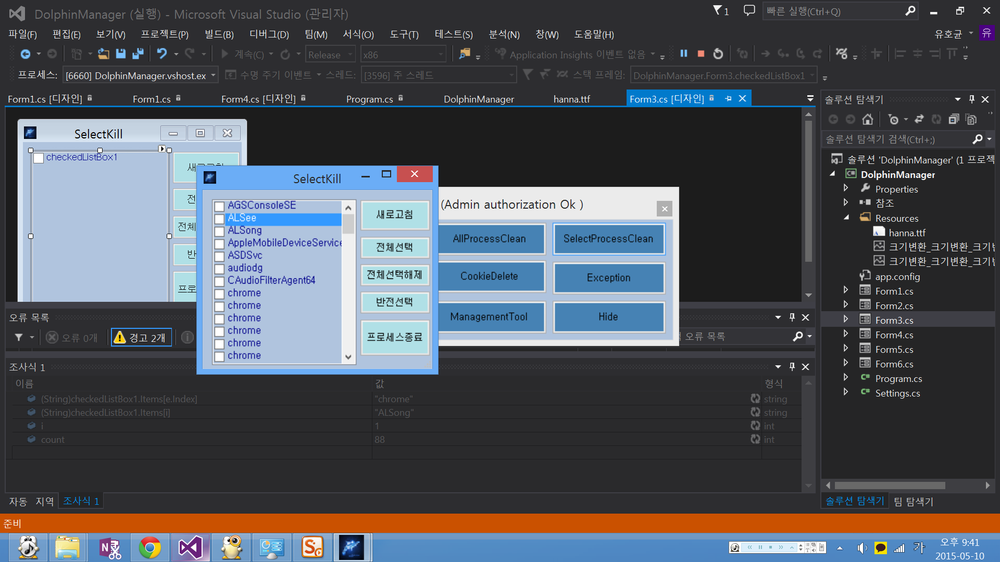 DolphinManager (실행) - Microsoft Visual Studio (관리자)
1
빠른 실행(Ctrl+Q)
파일(F) 편집(E) 보기(V) 프로젝트(P) 빌드(B) 디버그(D) 팀(M) 서식(O) 도구(T) 테스트(S) 분석(N) 창(W) 도움말(H)
유호균 유
계속(C) Release x86 Application Insights 이벤트 없음
프로세스: [6660] DolphinManager.vshost.ex 수명 주기 이벤트 스레드: [3596] 주 스레드 스택 프레임: DolphinManager.Form3.checkedListBox1
Form1.cs [디자인] Form1.cs Form4.cs [디자인] Program.cs DolphinManager hanna.ttf Form3.cs [디자인]
SelectKill
checkedListBox1
새로고침
전
전체
반
프로
SelectKill
AGSConsoleSE
ALSee
ALSong
AppleMobileDeviceService
ASDSvc
audiodg
CAudioFilterAgent64
chrome
chrome
chrome
chrome
chrome
chrome
새로고침
전체선택
전체선택해제
반전선택
프로세스종료
(Admin authorization Ok )
AllProcessClean SelectProcessClean
CookieDelete Exception
ManagementTool Hide
오류 목록
오류 0개 경고 2개
오류 목록
조사식 1
이름 값 형식
(String)checkedListBox1.Items[e.Index] "chrome" string
(String)checkedListBox1.Items[i] "ALSong" string
i 1 int
count 88 int
자동 지역 조사식 1
솔루션 탐색기
솔루션 탐색기 검색(Ctrl+;)
솔루션 'DolphinManager' (1 프로젝
DolphinManager
Properties
참조
Resources
hanna.ttf
크기변환_크기변환_크기변
크기변환_크기변환_크기변
app.config
Form1.cs
Form2.cs
Form3.cs
Form4.cs
Form5.cs
Form6.cs
Program.cs
Settings.cs
솔루션 탐색기 팀 탐색기
준비
가
오후 9:41
2015-05-10